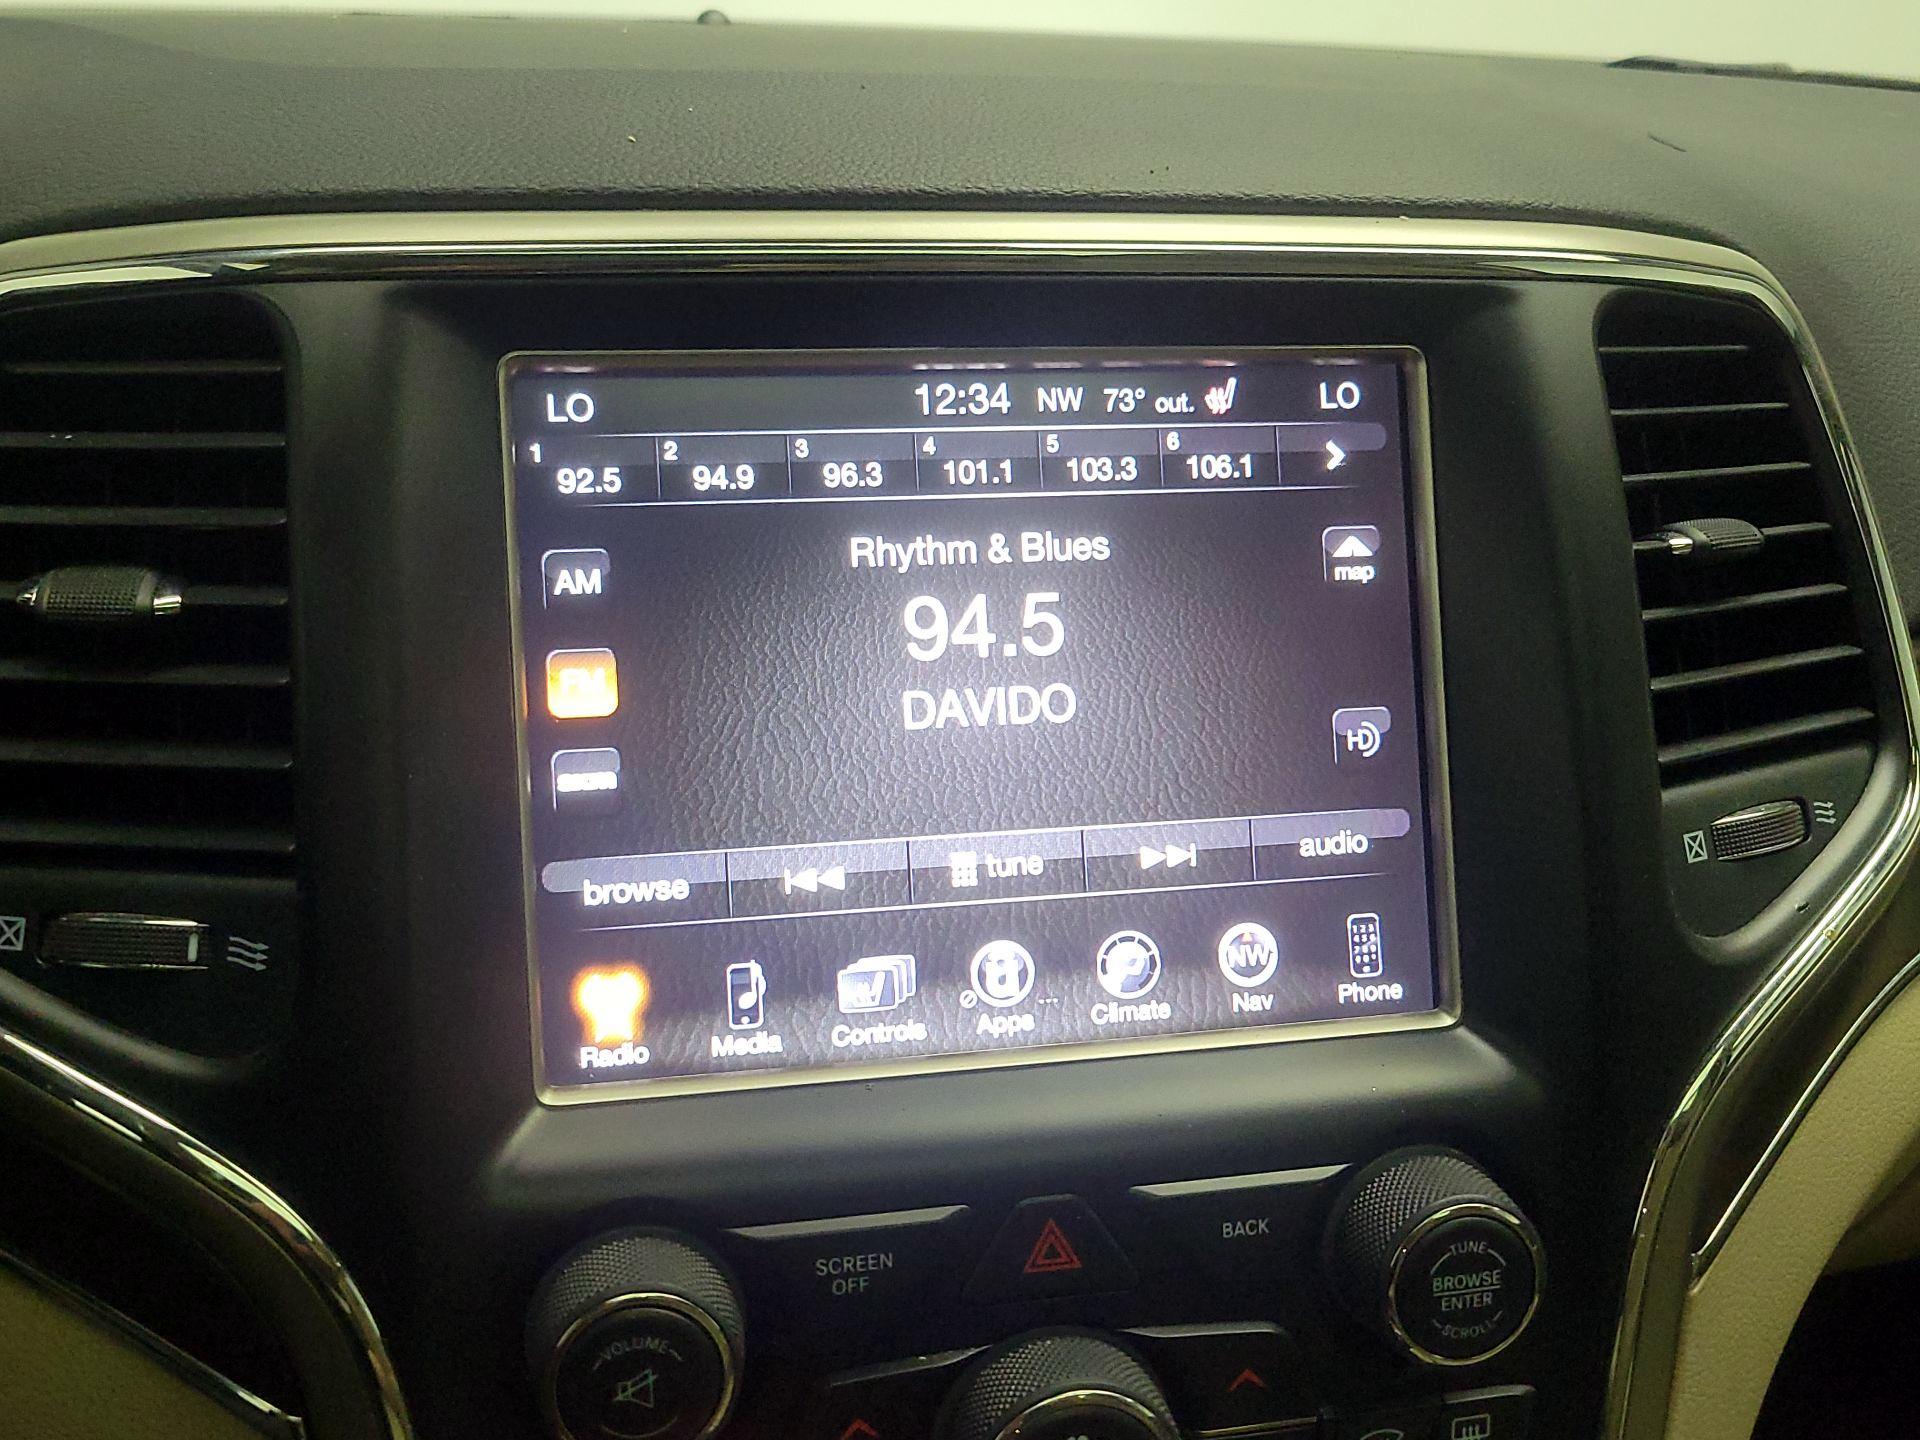 LO 12:34 NW 73° out. LO
1 92.5 2 94.9 3 96.3 4 101.1 5 103.3 6 106.1
Rhythm & Blues
AM
map
94.5
FM
DAVIDO
HD
browse tune audio
NW
Radio Media Controls Apps ... Climate Nav Phone
SCREEN
OFF
BACK
TUNE
BROWSE
ENTER
SCROLL
VOLUME